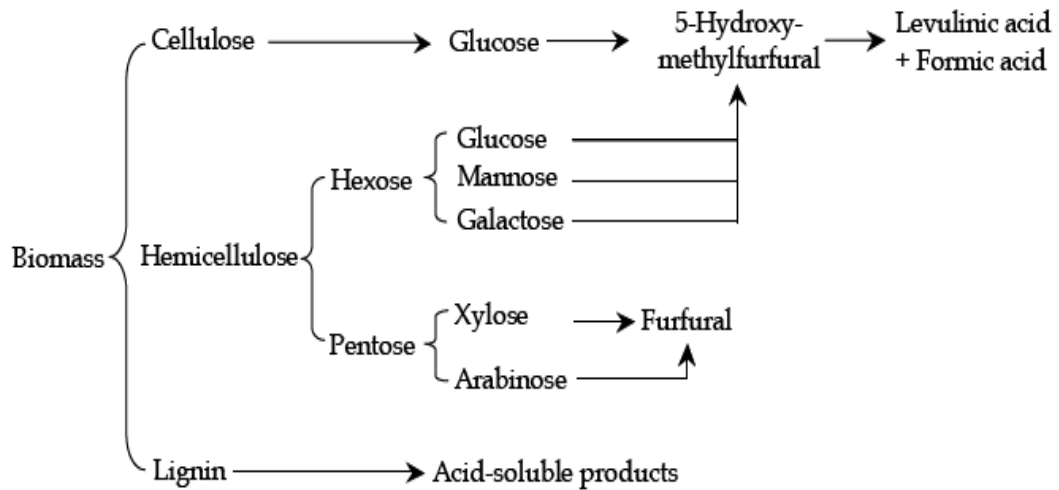 Cellulose
Glucose
5-Hydroxy-
methylfurfural
Levulinic acid
+ Formic acid
Biomass
Hemicellulose
Hexose
Glucose
Mannose
Galactose
Pentose
Xylose
Furfural
Arabinose
Lignin
Acid-soluble products